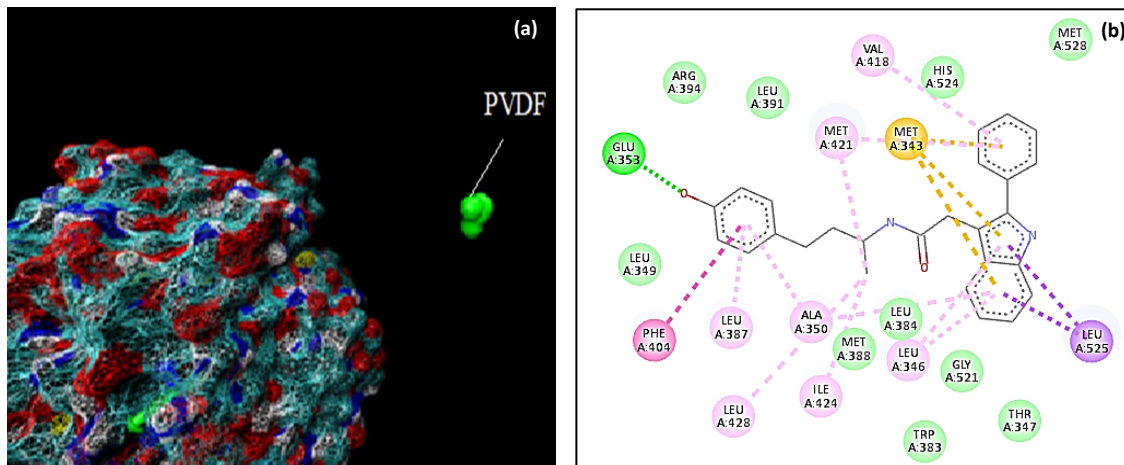 (a)
PVDF
(b)
MET
A:528
VAL
A:418
HIS
A:524
ARG
A:394
LEU
A:391
MET
A:421
MET
A:343
GLU
A:353
O
N
N
O
LEU
A:349
PHE
A:404
LEU
A:387
ALA
A:350
LEU
A:384
MET
A:388
LEU
A:346
LEU
A:525
GLY
A:521
ILE
A:424
LEU
A:428
THR
A:347
TRP
A:383